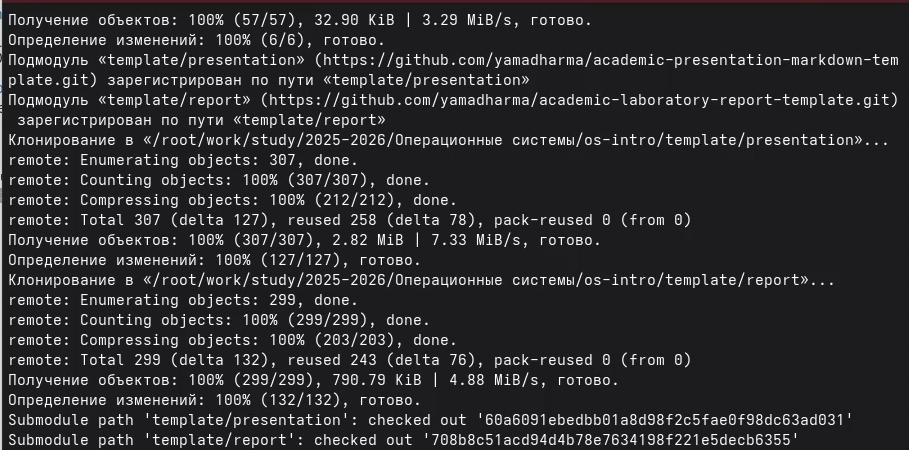 Получение объектов: 100% (57/57), 32.90 KiB | 3.29 MiB/s, готово.
Определение изменений: 100% (6/6), готово.
Подмодуль «template/presentation» (https://github.com/yamadharma/academic-presentation-markdown-tem
plate.git) зарегистрирован по пути «template/presentation»
Подмодуль «template/report» (https://github.com/yamadharma/academic-laboratory-report-template.git)
 зарегистрирован по пути «template/report»
Клонирование в «/root/work/study/2025-2026/Операционные системы/os-intro/template/presentation»...
remote: Enumerating objects: 307, done.
remote: Counting objects: 100% (307/307), done.
remote: Compressing objects: 100% (212/212), done.
remote: Total 307 (delta 127), reused 258 (delta 78), pack-reused 0 (from 0)
Получение объектов: 100% (307/307), 2.82 MiB | 7.33 MiB/s, готово.
Определение изменений: 100% (127/127), готово.
Клонирование в «/root/work/study/2025-2026/Операционные системы/os-intro/template/report»...
remote: Enumerating objects: 299, done.
remote: Counting objects: 100% (299/299), done.
remote: Compressing objects: 100% (203/203), done.
remote: Total 299 (delta 132), reused 243 (delta 76), pack-reused 0 (from 0)
Получение объектов: 100% (299/299), 790.79 KiB | 4.88 MiB/s, готово.
Определение изменений: 100% (132/132), готово.
Submodule path 'template/presentation': checked out '60a6091ebedbb01a8d98f2c5fae0f98dc63ad031'
Submodule path 'template/report': checked out '708b8c51acd94d4b78e7634198f221e5decb6355'